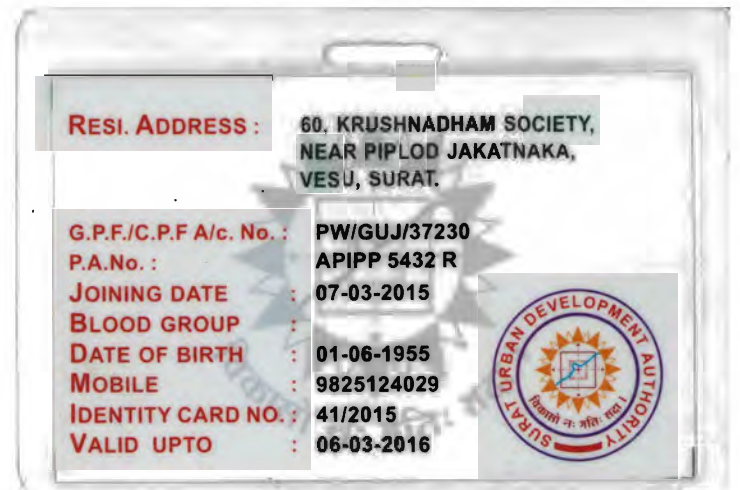 RESI. ADDRESS : 60, KRUSHNADHAM SOCIETY,
NEAR PIPLOD JAKATNAKA,
VESU, SURAT.
G.P.F./C.P.F A/c. No. : PW/GUJ/37230
P.A.No. : APIPP 5432 R
JOINING DATE : 07-03-2015
BLOOD GROUP :
DATE OF BIRTH : 01-06-1955
MOBILE : 9825124029
IDENTITY CARD NO. : 41/2015
VALID UPTO : 06-03-2016
SURAT URBAN DEVELOPMENT AUTHORITY
विकासो नः गतिः सदा ।